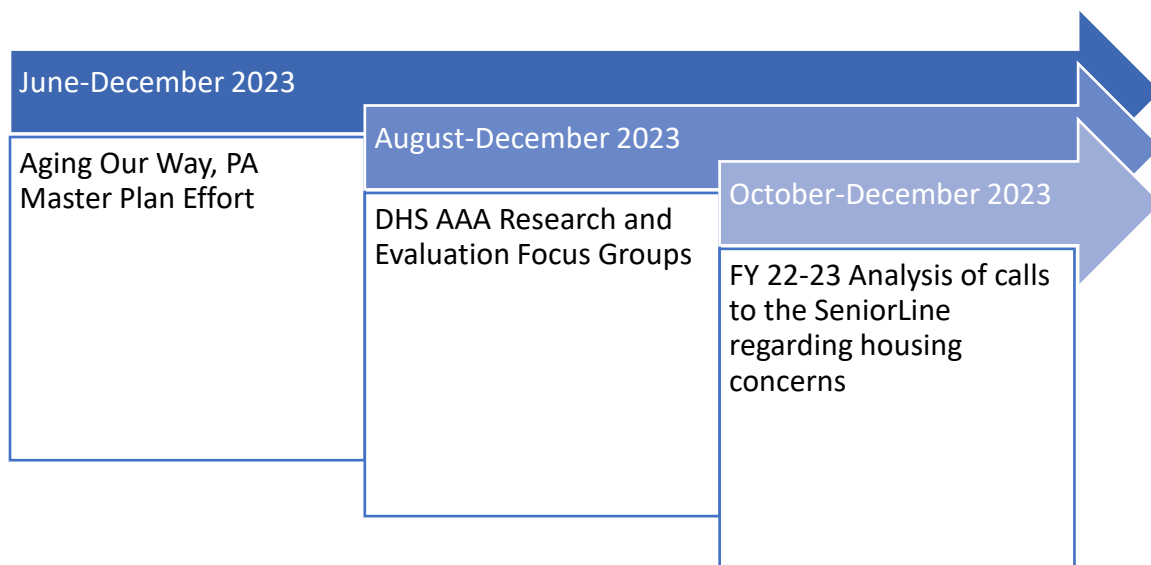 June-December 2023
Aging Our Way, PA
Master Plan Effort
August-December 2023
DHS AAA Research and
Evaluation Focus Groups
October-December 2023
FY 22-23 Analysis of calls
to the SeniorLine
regarding housing
concerns